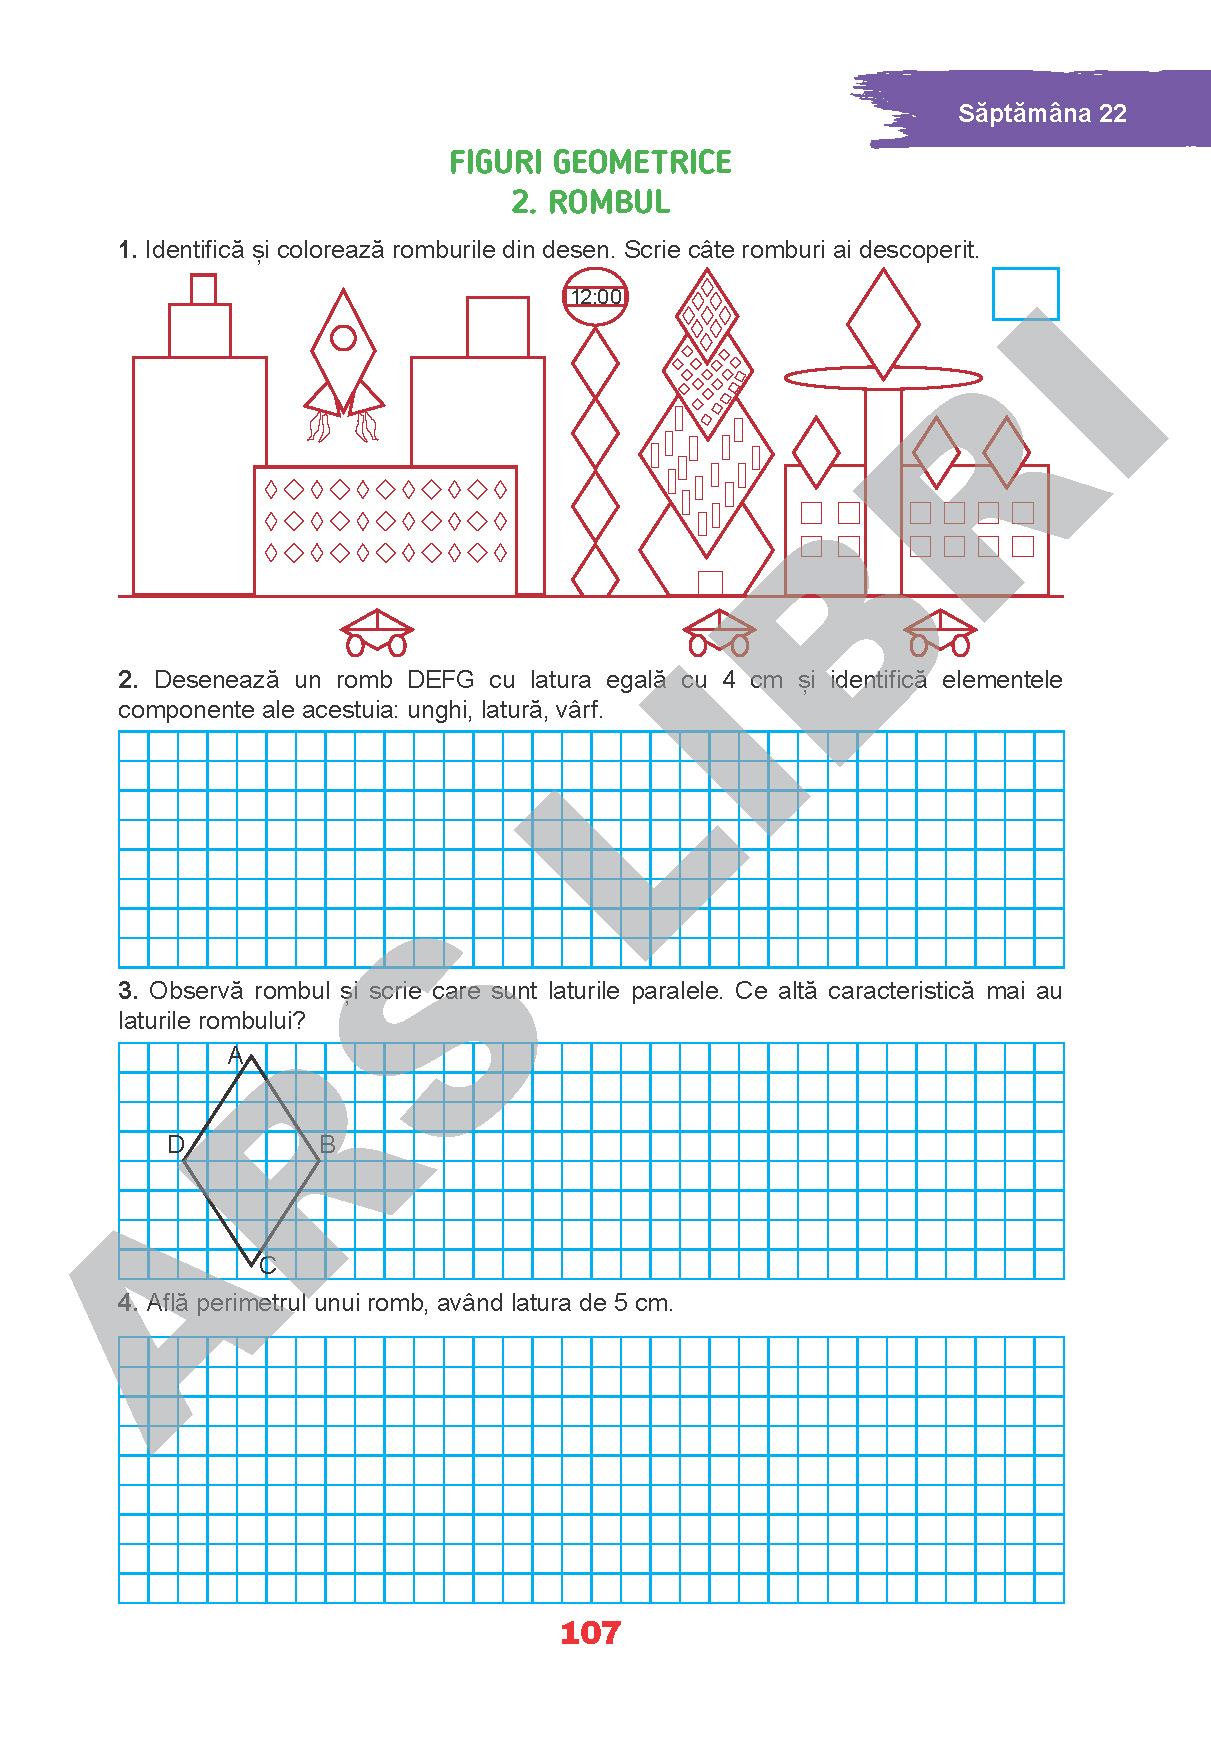 Săptămâna 22
FIGURI GEOMETRICE
2. ROMBUL
1. Identifică și colorează romburile din desen. Scrie câte romburi ai descoperit.
12:00
2. Desenează un romb DEFG cu latura egală cu 4 cm și identifică elementele
componente ale acestuia: unghi, latură, vârf.
3. Observă rombul și scrie care sunt laturile paralele. Ce altă caracteristică mai au
laturile rombului?
A
D
B
C
4. Află perimetrul unui romb, având latura de 5 cm.
107
ARS LIBRI